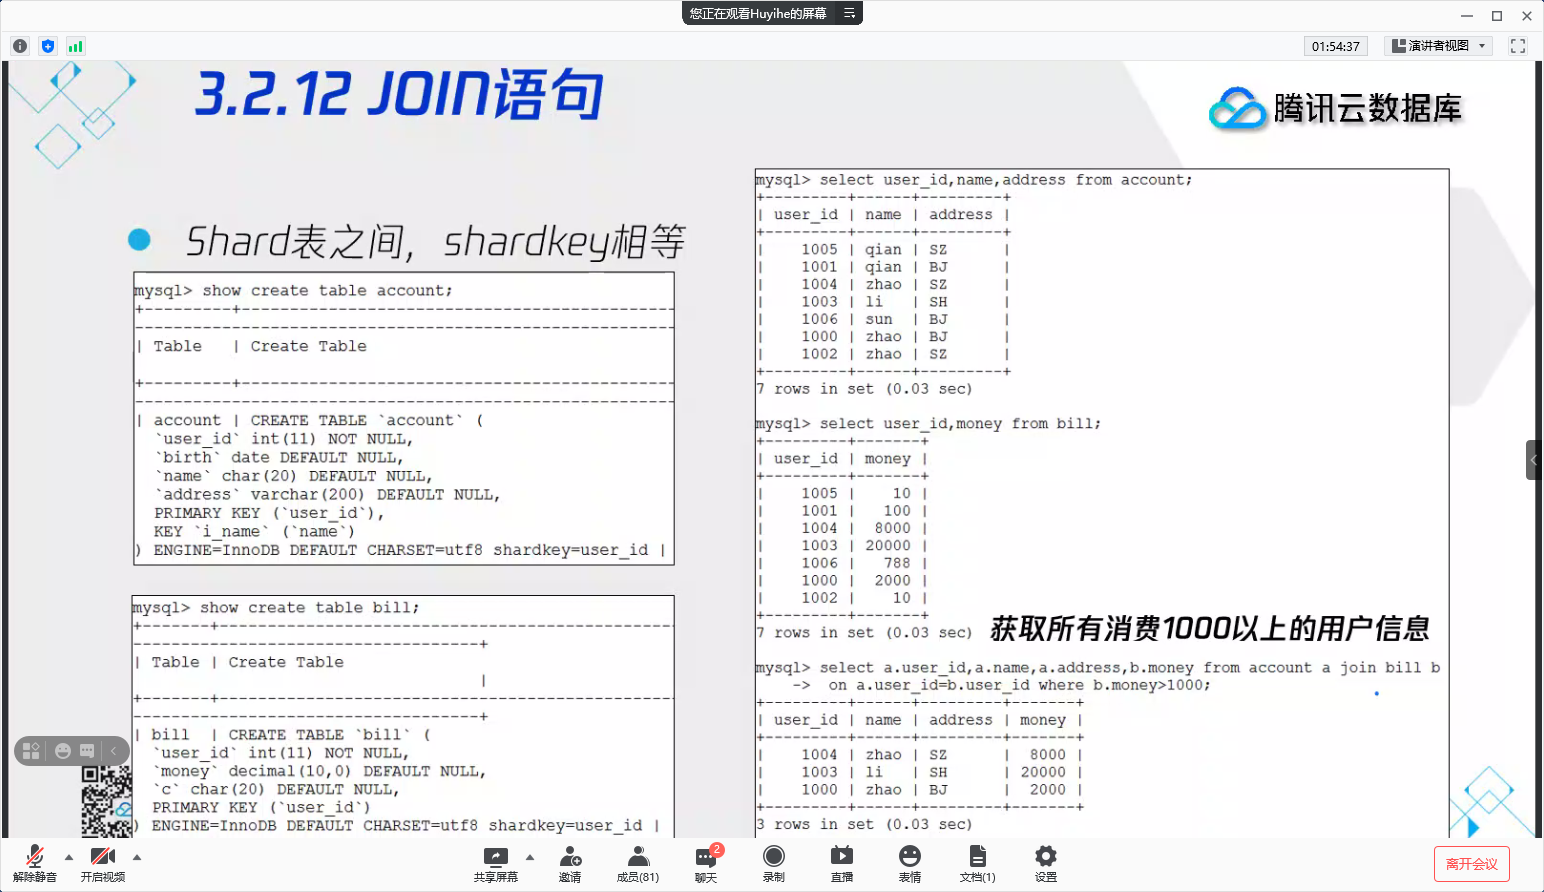 您正在观看Huyihe的屏幕
01:54:37
演讲者视图
3.2.12 JOIN语句
腾讯云数据库
Shard表之间，shardkey相等
mysql> show create table account;
+---------+-----------------------------------------------
----------------------------------------------------------
| Table   | Create Table
+---------+-----------------------------------------------
----------------------------------------------------------
| account | CREATE TABLE `account` (
  `user_id` int(11) NOT NULL,
  `birth` date DEFAULT NULL,
  `name` char(20) DEFAULT NULL,
  `address` varchar(200) DEFAULT NULL,
  PRIMARY KEY (`user_id`),
  KEY `i_name` (`name`)
) ENGINE=InnoDB DEFAULT CHARSET=utf8 shardkey=user_id |
mysql> show create table bill;
+-------+-------------------------------------------------
-------------------------------------+
| Table | Create Table
                                     |
+-------+-------------------------------------------------
-------------------------------------+
| bill  | CREATE TABLE `bill` (
  `user_id` int(11) NOT NULL,
  `money` decimal(10,0) DEFAULT NULL,
  `c` char(20) DEFAULT NULL,
  PRIMARY KEY (`user_id`)
) ENGINE=InnoDB DEFAULT CHARSET=utf8 shardkey=user_id |
mysql> select user_id,name,address from account;
+---------+------+---------+
| user_id | name | address |
+---------+------+---------+
|    1005 | qian | SZ      |
|    1001 | qian | BJ      |
|    1004 | zhao | SZ      |
|    1003 | li   | SH      |
|    1006 | sun  | BJ      |
|    1000 | zhao | BJ      |
|    1002 | zhao | SZ      |
+---------+------+---------+
7 rows in set (0.03 sec)
mysql> select user_id,money from bill;
+---------+-------+
| user_id | money |
+---------+-------+
|    1005 |    10 |
|    1001 |   100 |
|    1004 |  8000 |
|    1003 | 20000 |
|    1006 |   788 |
|    1000 |  2000 |
|    1002 |    10 |
+---------+-------+
7 rows in set (0.03 sec)
获取所有消费1000以上的用户信息
mysql> select a.user_id,a.name,a.address,b.money from account a join bill b
    ->  on a.user_id=b.user_id where b.money>1000;
+---------+------+---------+-------+
| user_id | name | address | money |
+---------+------+---------+-------+
|    1004 | zhao | SZ      |  8000 |
|    1003 | li   | SH      | 20000 |
|    1000 | zhao | BJ      |  2000 |
+---------+------+---------+-------+
3 rows in set (0.03 sec)
解除静音
开启视频
共享屏幕
邀请
成员(81)
2
聊天
录制
直播
表情
文档(1)
设置
离开会议